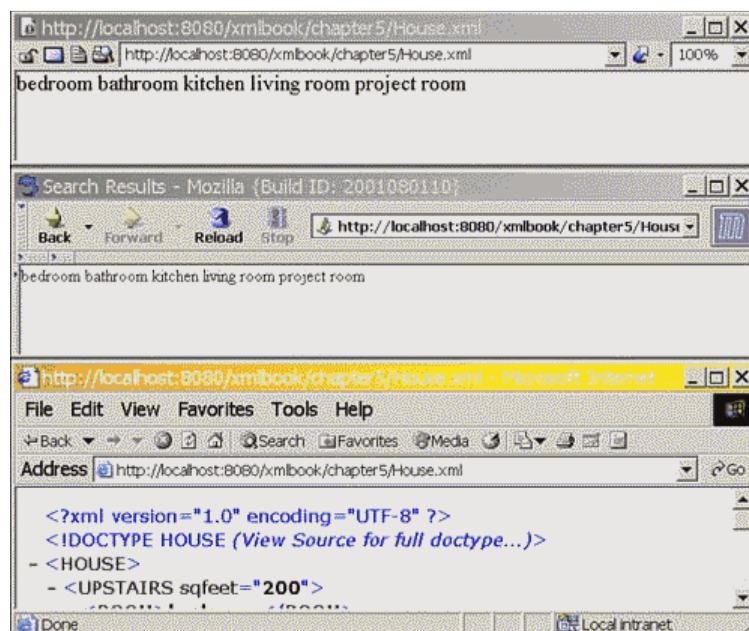 http://localhost:8080/xmlbook/chapter5/House.xml
http://localhost:8080/xmlbook/chapter5/House.xml 100%
bedroom bathroom kitchen living room project room
Search Results - Mozilla {Build ID: 2001080110}
Back Forward Reload Stop http://localhost:8080/xmlbook/chapter5/Hous
bedroom bathroom kitchen living room project room
http://localhost:8080/xmlbook/chapter5/House.xml - Microsoft Internet
File Edit View Favorites Tools Help
Back Search Favorites Media
Address http://localhost:8080/xmlbook/chapter5/House.xml Go
<?xml version="1.0" encoding="UTF-8" ?>
<!DOCTYPE HOUSE (View Source for full doctype...)>
- <HOUSE>
- <UPSTAIRS sqfeet="200">
Done Local intranet